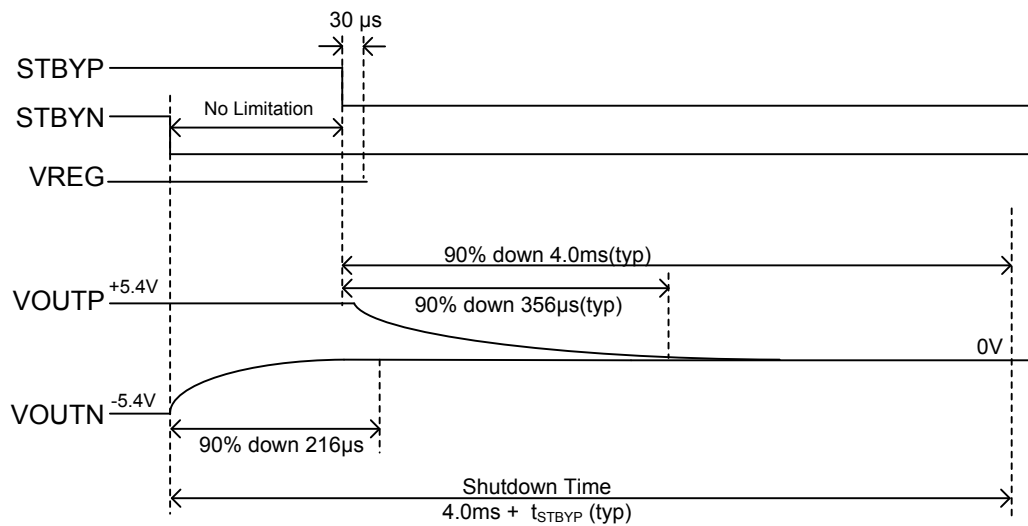 30 µs
STBYP
STBYN
No Limitation
VREG
90% down 4.0ms(typ)
VOUTP
+5.4V
90% down 356µs(typ)
0V
VOUTN
-5.4V
90% down 216µs
Shutdown Time
4.0ms + tSTBYP (typ)